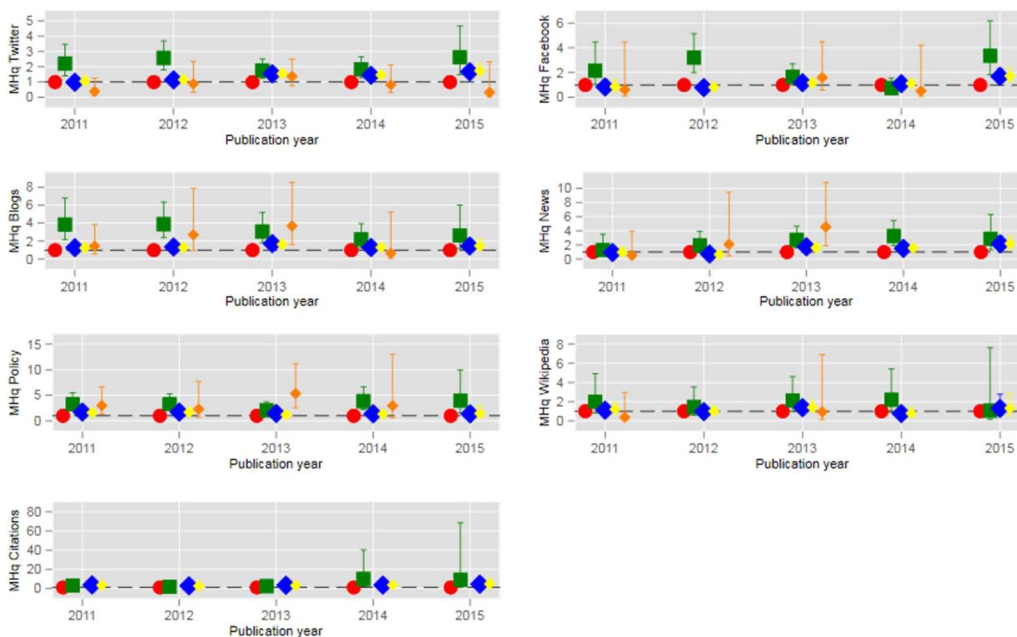 MHq Twitter
5
4
3
2
1
0
2011 2012 2013 2014 2015
Publication year
MHq Facebook
6
4
2
0
2011 2012 2013 2014 2015
Publication year
MHq Blogs
8
6
4
2
0
2011 2012 2013 2014 2015
Publication year
MHq News
10
8
6
4
2
0
2011 2012 2013 2014 2015
Publication year
MHq Policy
15
10
5
0
2011 2012 2013 2014 2015
Publication year
MHq Wikipedia
8
6
4
2
0
2011 2012 2013 2014 2015
Publication year
MHq Citations
80
60
40
20
0
2011 2012 2013 2014 2015
Publication year